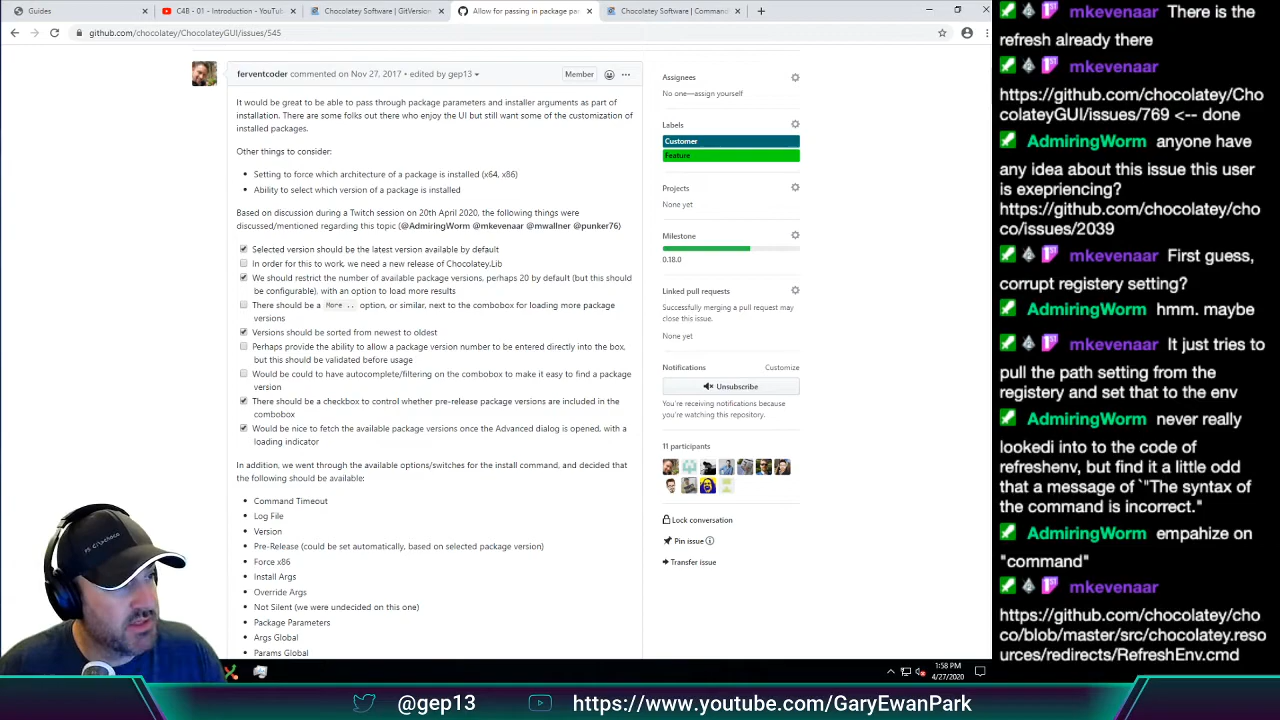 Guides
C4B - 01 - Introduction - YouTu
Chocolatey Software | GitVersion
Allow for passing in package par
Chocolatey Software | Command
github.com/chocolatey/ChocolateyGUI/issues/545
ferventcoder commented on Nov 27, 2017 • edited by gep13
Member
It would be great to be able to pass through package parameters and installer arguments as part of
installation. There are some folks out there who enjoy the UI but still want some of the customization of
installed packages.
Other things to consider:
Setting to force which architecture of a package is installed (x64, x86)
Ability to select which version of a package is installed
Based on discussion during a Twitch session on 20th April 2020, the following things were
discussed/mentioned regarding this topic (@AdmiringWorm @mkevenaar @mwallner @punker76)
Selected version should be the latest version available by default
In order for this to work, we need a new release of Chocolatey.Lib
We should restrict the number of available package versions, perhaps 20 by default (but this should
be configurable), with an option to load more results
There should be a More .. option, or similar, next to the combobox for loading more package
versions
Versions should be sorted from newest to oldest
Perhaps provide the ability to allow a package version number to be entered directly into the box,
but this should be validated before usage
Would be could to have autocomplete/filtering on the combobox to make it easy to find a package
version
There should be a checkbox to control whether pre-release package versions are included in the
combobox
Would be nice to fetch the available package versions once the Advanced dialog is opened, with a
loading indicator
In addition, we went through the available options/switches for the install command, and decided that
the following should be available:
Command Timeout
Log File
Version
Pre-Release (could be set automatically, based on selected package version)
Force x86
Install Args
Override Args
Not Silent (we were undecided on this one)
Package Parameters
Args Global
Params Global
Assignees
No one—assign yourself
Labels
Customer
Feature
Projects
None yet
Milestone
0.18.0
Linked pull requests
Successfully merging a pull request may
close this issue.
None yet
Notifications
Customize
Unsubscribe
You're receiving notifications because
you're watching this repository.
11 participants
Lock conversation
Pin issue
Transfer issue
1:58 PM
4/27/2020
mkevenaar There is the
refresh already there
mkevenaar
https://github.com/chocolatey/Cho
colateyGUI/issues/769 <-- done
AdmiringWorm anyone have
any idea about this issue this user
is exepriencing?
https://github.com/chocolatey/cho
co/issues/2039
mkevenaar First guess,
corrupt registery setting?
AdmiringWorm hmm. maybe
mkevenaar It just tries to
pull the path setting from the
registery and set that to the env
AdmiringWorm never really
lookedi into to the code of
refreshenv, but find it a little odd
that a message of `"The syntax of
the command is incorrect."
AdmiringWorm empahize on
"command"
mkevenaar
https://github.com/chocolatey/cho
co/blob/master/src/chocolatey.reso
urces/redirects/RefreshEnv.cmd
@gep13
https://www.youtube.com/GaryEwanPark